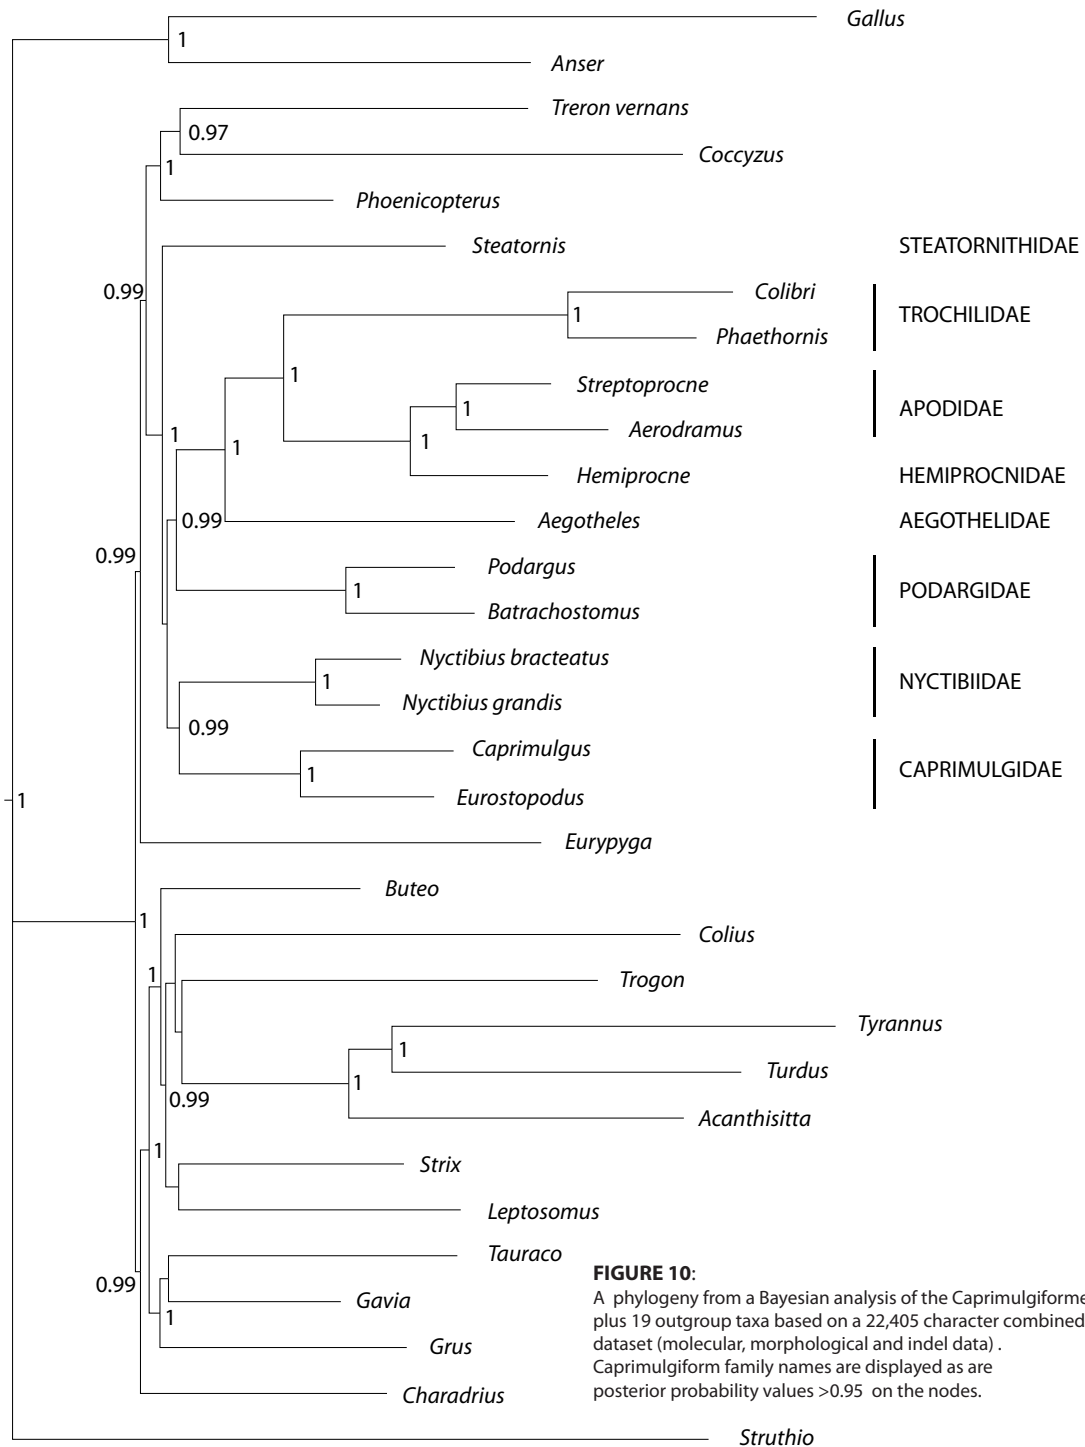 Gallus
1
Anser
Treron vernans
0.97
Coccyzus
1
Phoenicopterus
Steatornis STEATORNITHIDAE
0.99
Colibri
1 TROCHILIDAE
Phaethornis
1
Streptoprocne
1 APODIDAE
Aerodramus
1
1
1
Hemiprocne HEMIPROCNIDAE
0.99
Aegotheles AEGOTHELIDAE
0.99
Podargus
1 PODARGIDAE
Batrachostomus
Nyctibius bracteatus
1 NYCTIBIIDAE
Nyctibius grandis
0.99
Caprimulgus
1 CAPRIMULGIDAE
Eurostopodus
1
Eurypyga
Buteo
1
Colius
1
Trogon
Tyrannus
1
Turdus
1
0.99
Acanthisitta
1
Strix
Leptosomus
Tauraco
0.99
Gavia
1
Grus
Charadrius
Struthio
FIGURE 10:
A phylogeny from a Bayesian analysis of the Caprimulgiforme
plus 19 outgroup taxa based on a 22,405 character combined
dataset (molecular, morphological and indel data) .
Caprimulgiform family names are displayed as are
posterior probability values >0.95 on the nodes.